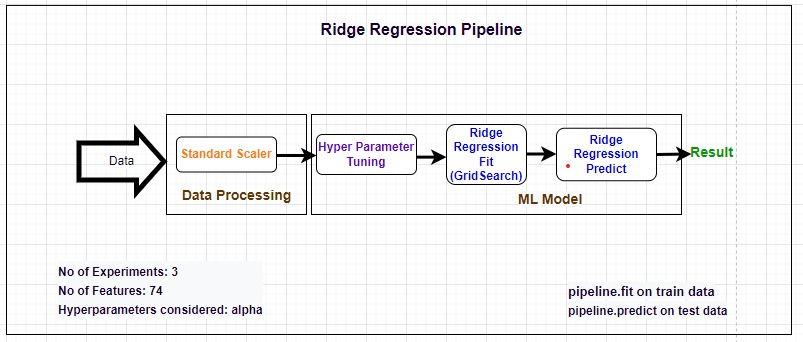 Ridge Regression Pipeline
Data
Standard Scaler
Data Processing
Hyper Parameter
Tuning
Ridge
Regression
Fit
(GridSearch)
Ridge
Regression
Predict
ML Model
Result
No of Experiments: 3
No of Features: 74
Hyperparameters considered: alpha
pipeline.fit on train data
pipeline.predict on test data